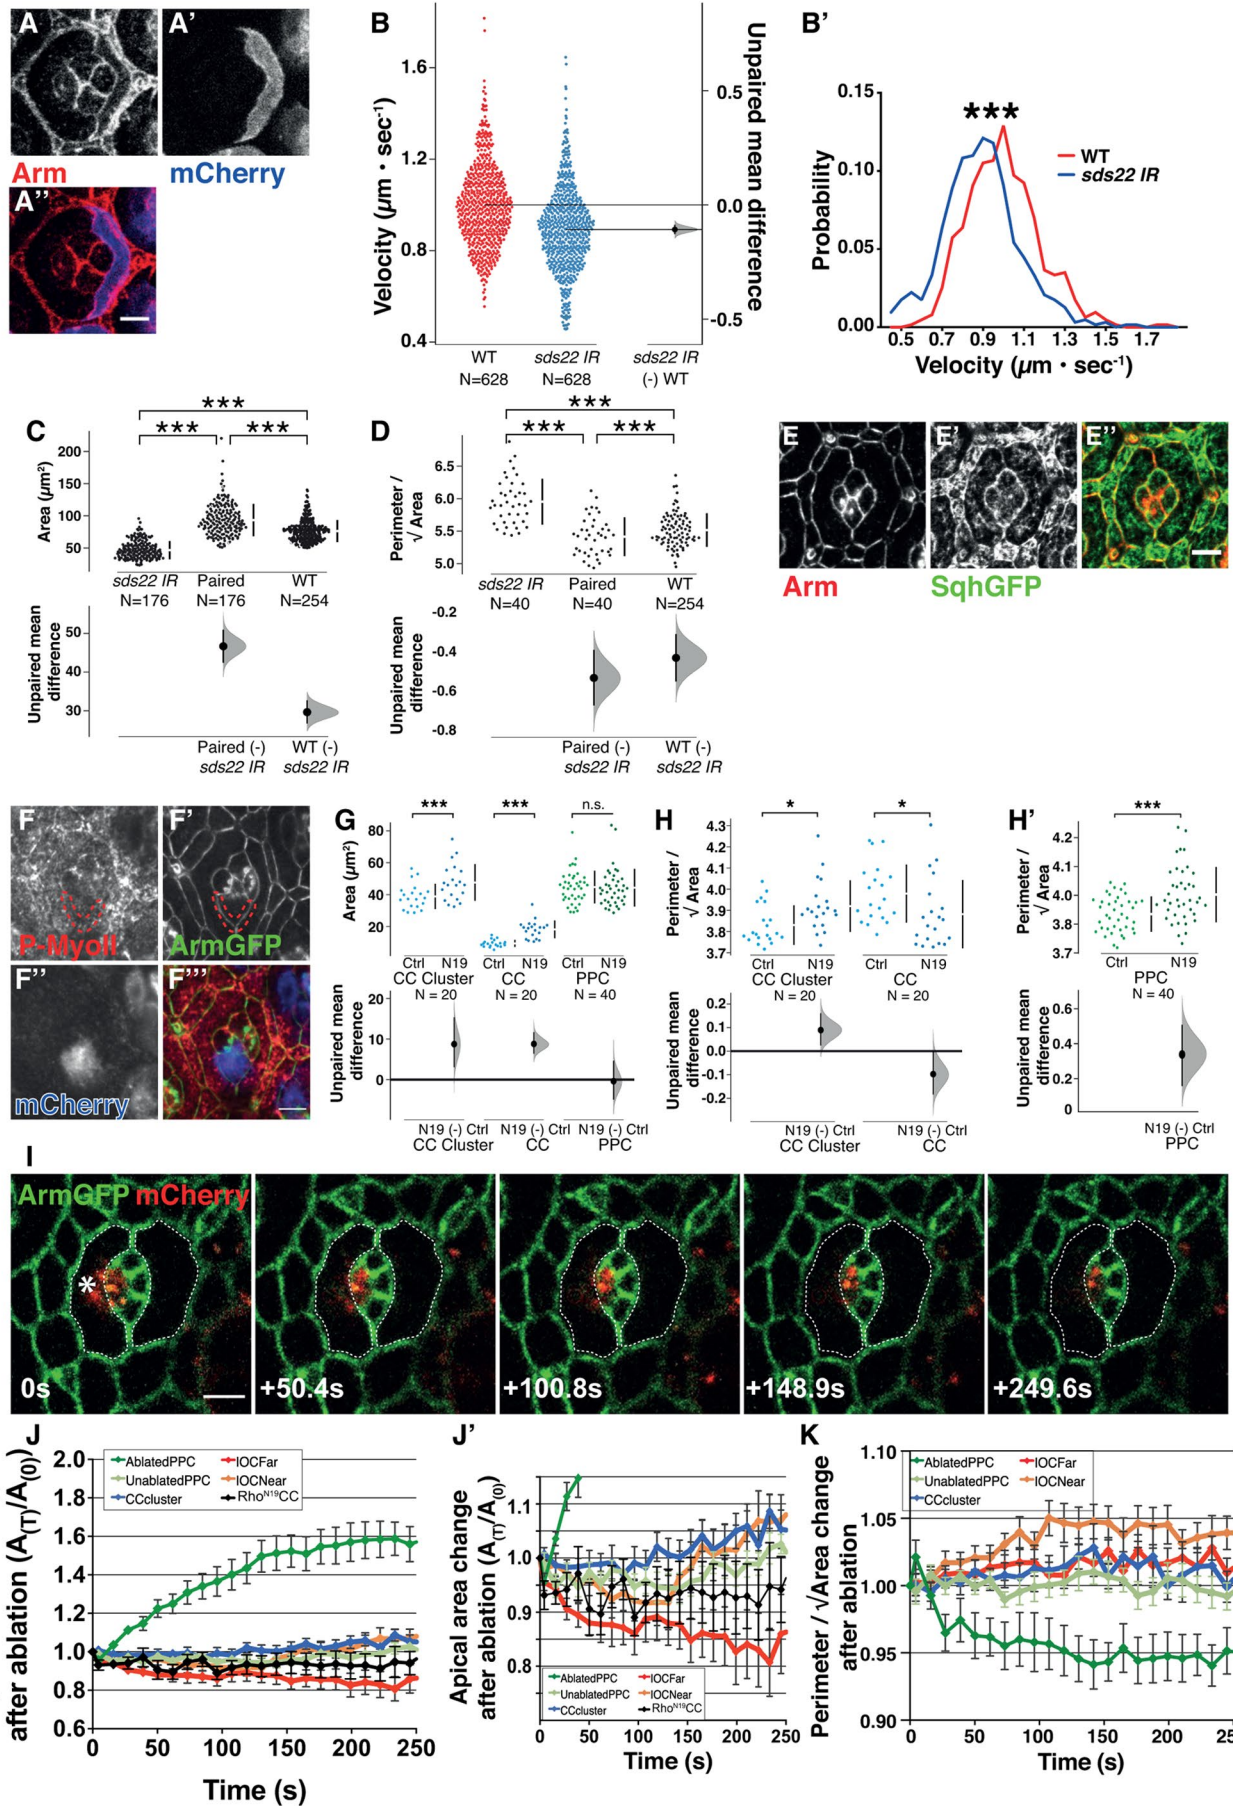 A
A'
Arm
mCherry
A''
B
Velocity (µm • sec⁻¹)
1.6
1.2
0.8
0.4
Unpaired mean difference
0.5
0.0
-0.5
WT
N=628
sds22 IR
N=628
sds22 IR
(-) WT
B'
Probability
0.15
0.10
0.05
0.00
***
WT
sds22 IR
0.5 0.7 0.9 1.1 1.3 1.5 1.7
Velocity (µm • sec⁻¹)
C
***
*** ***
Area (µm²)
200
150
100
50
sds22 IR Paired WT
N=176 N=176 N=254
Unpaired mean
difference
50
40
30
Paired (-) WT (-)
sds22 IR sds22 IR
D
***
*** ***
Perimeter /
√ Area
6.5
6.0
5.5
5.0
sds22 IR Paired WT
N=40 N=40 N=254
Unpaired mean
difference
-0.2
-0.4
-0.6
-0.8
Paired (-) WT (-)
sds22 IR sds22 IR
E E' E''
Arm
SqhGFP
F
P-MyoII
F'
ArmGFP
F''
mCherry
F'''
G
*** *** n.s.
Area (µm²)
80
60
40
20
Ctrl N19 Ctrl N19 Ctrl N19
CC Cluster CC PPC
N = 20 N = 20 N = 40
Unpaired mean
difference
20
10
0
N19 (-) Ctrl N19 (-) Ctrl N19 (-) Ctrl
CC Cluster CC PPC
H
* *
Perimeter /
√ Area
4.3
4.2
4.1
4.0
3.9
3.8
3.7
Ctrl N19 Ctrl N19
CC Cluster CC
N = 20 N = 20
Unpaired mean
difference
0.2
0.1
0.0
-0.1
-0.2
N19 (-) Ctrl N19 (-) Ctrl
CC Cluster CC
H'
***
Perimeter /
√ Area
4.2
4.0
3.8
3.7
Ctrl N19
PPC
N = 40
Unpaired mean
difference
0.6
0.4
0.2
0
N19 (-) Ctrl
PPC
I
ArmGFP mCherry
*
0s
+50.4s
+100.8s
+148.9s
+249.6s
J
after ablation (A(T)/A(0))
2.0
1.8
1.6
1.4
1.2
1.0
0.8
0.6
AblatedPPC IOCFar
UnablatedPPC IOCNear
CCcluster Rhoᴺ¹⁹CC
0 50 100 150 200 250
Time (s)
J'
Apical area change
after ablation (A(T)/A(0))
1.1
1.0
0.9
0.8
AblatedPPC IOCFar
UnablatedPPC IOCNear
CCcluster Rhoᴺ¹⁹CC
0 50 100 150 200 250
Time (s)
K
Perimeter / √Area change
after ablation
1.10
1.05
1.00
0.95
0.90
AblatedPPC IOCFar
UnablatedPPC IOCNear
CCcluster
0 50 100 150 200 250
Time (s)